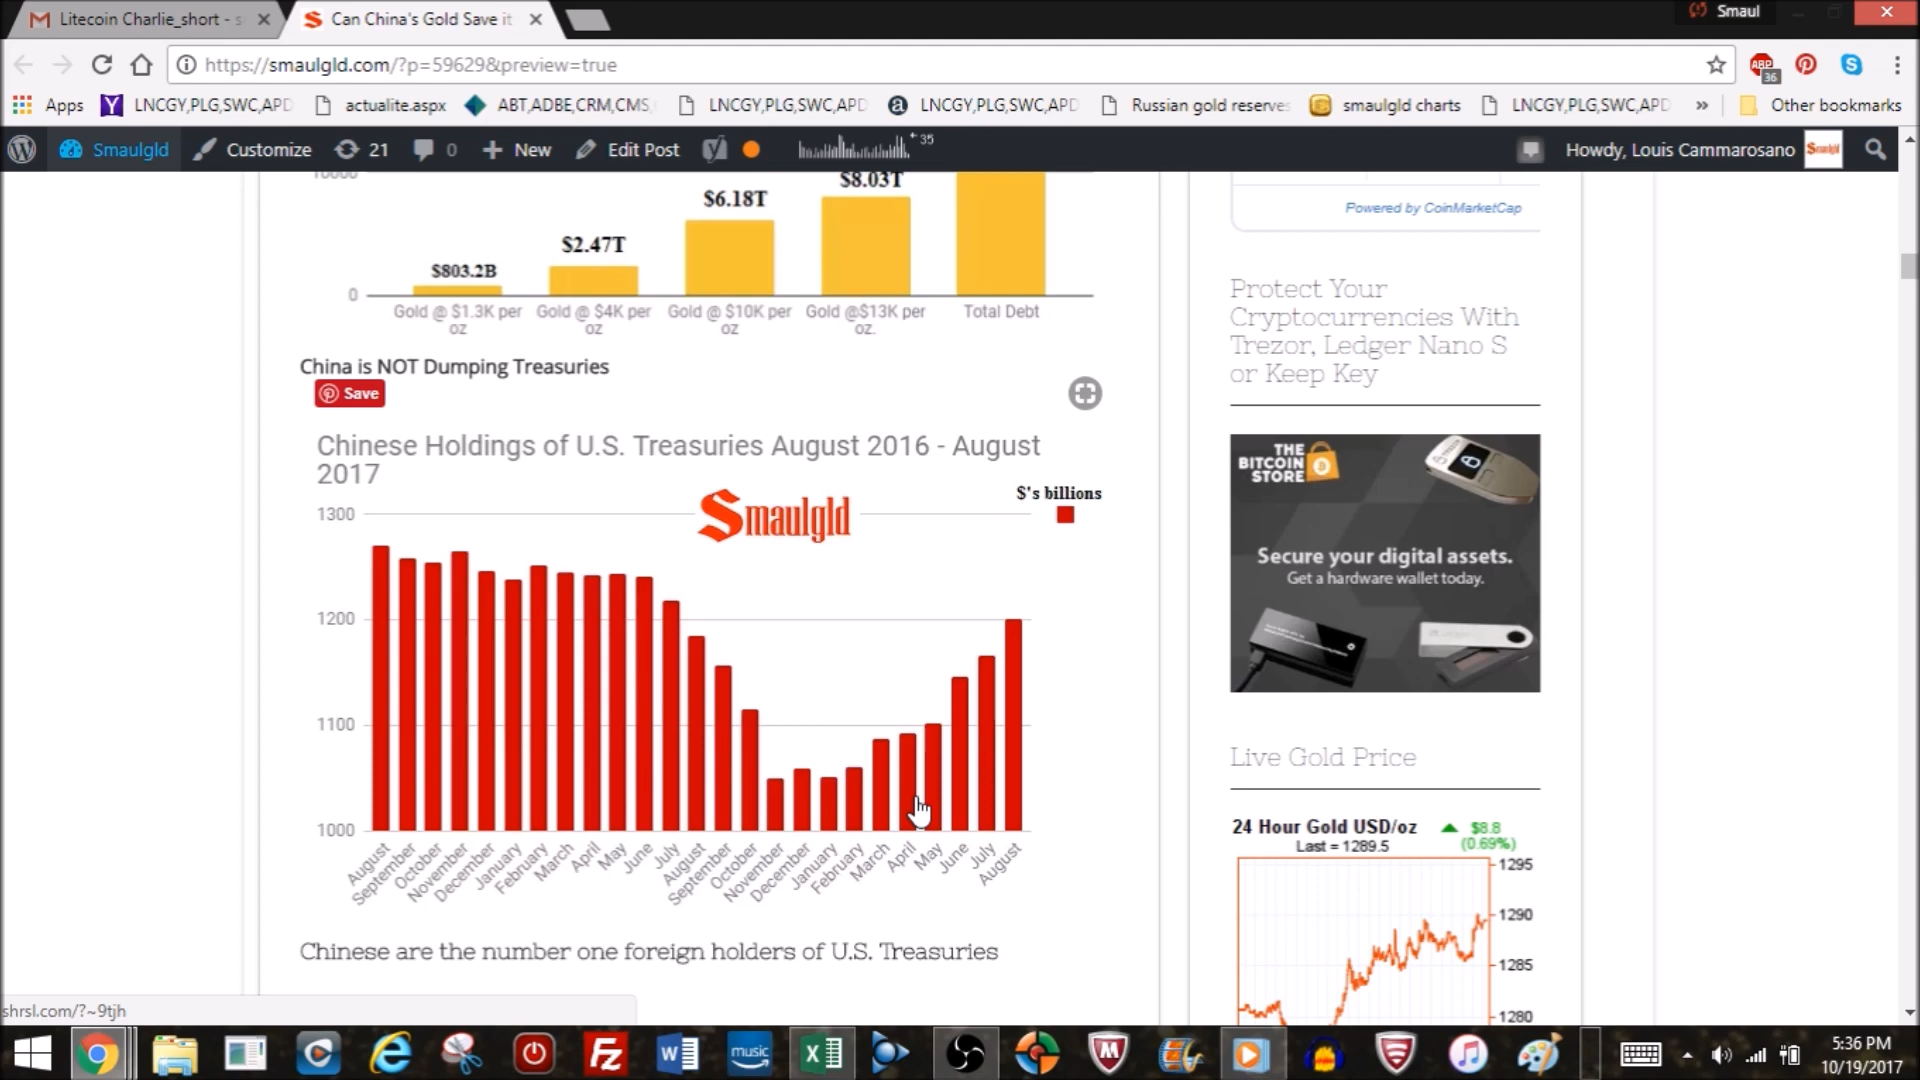 Litecoin Charlie_short - s
Can China's Gold Save it
Smaul
https://smaulgld.com/?p=59629&preview=true
ABP
36
Apps
LNCGY,PLG,SWC,APD
actualite.aspx
ABT,ADBE,CRM,CMS,
LNCGY,PLG,SWC,APD
LNCGY,PLG,SWC,APD
Russian gold reserves
smaulgld charts
LNCGY,PLG,SWC,APD
Other bookmarks
Smaulgld
Customize
21
0
New
Edit Post
35
Howdy, Louis Cammarosano
Smaulgld
10000
$803.2B
$2.47T
$6.18T
$8.03T
0
Gold @ $1.3K per oz
Gold @ $4K per oz
Gold @ $10K per oz
Gold @$13K per oz.
Total Debt
China is NOT Dumping Treasuries
Save
Chinese Holdings of U.S. Treasuries August 2016 - August
2017
Smaulgld
$'s billions
1300
1200
1100
1000
August
September
October
November
December
January
February
March
April
May
June
July
August
September
October
November
December
January
February
March
April
May
June
July
August
Chinese are the number one foreign holders of U.S. Treasuries
Powered by CoinMarketCap
Protect Your
Cryptocurrencies With
Trezor, Ledger Nano S
or Keep Key
THE
BITCOIN
STORE
Secure your digital assets.
Get a hardware wallet today.
Live Gold Price
24 Hour Gold USD/oz
$8.8
Last = 1289.5
(0.69%)
1295
1290
1285
1280
shrsl.com/?~9tjh
music
5:36 PM
10/19/2017